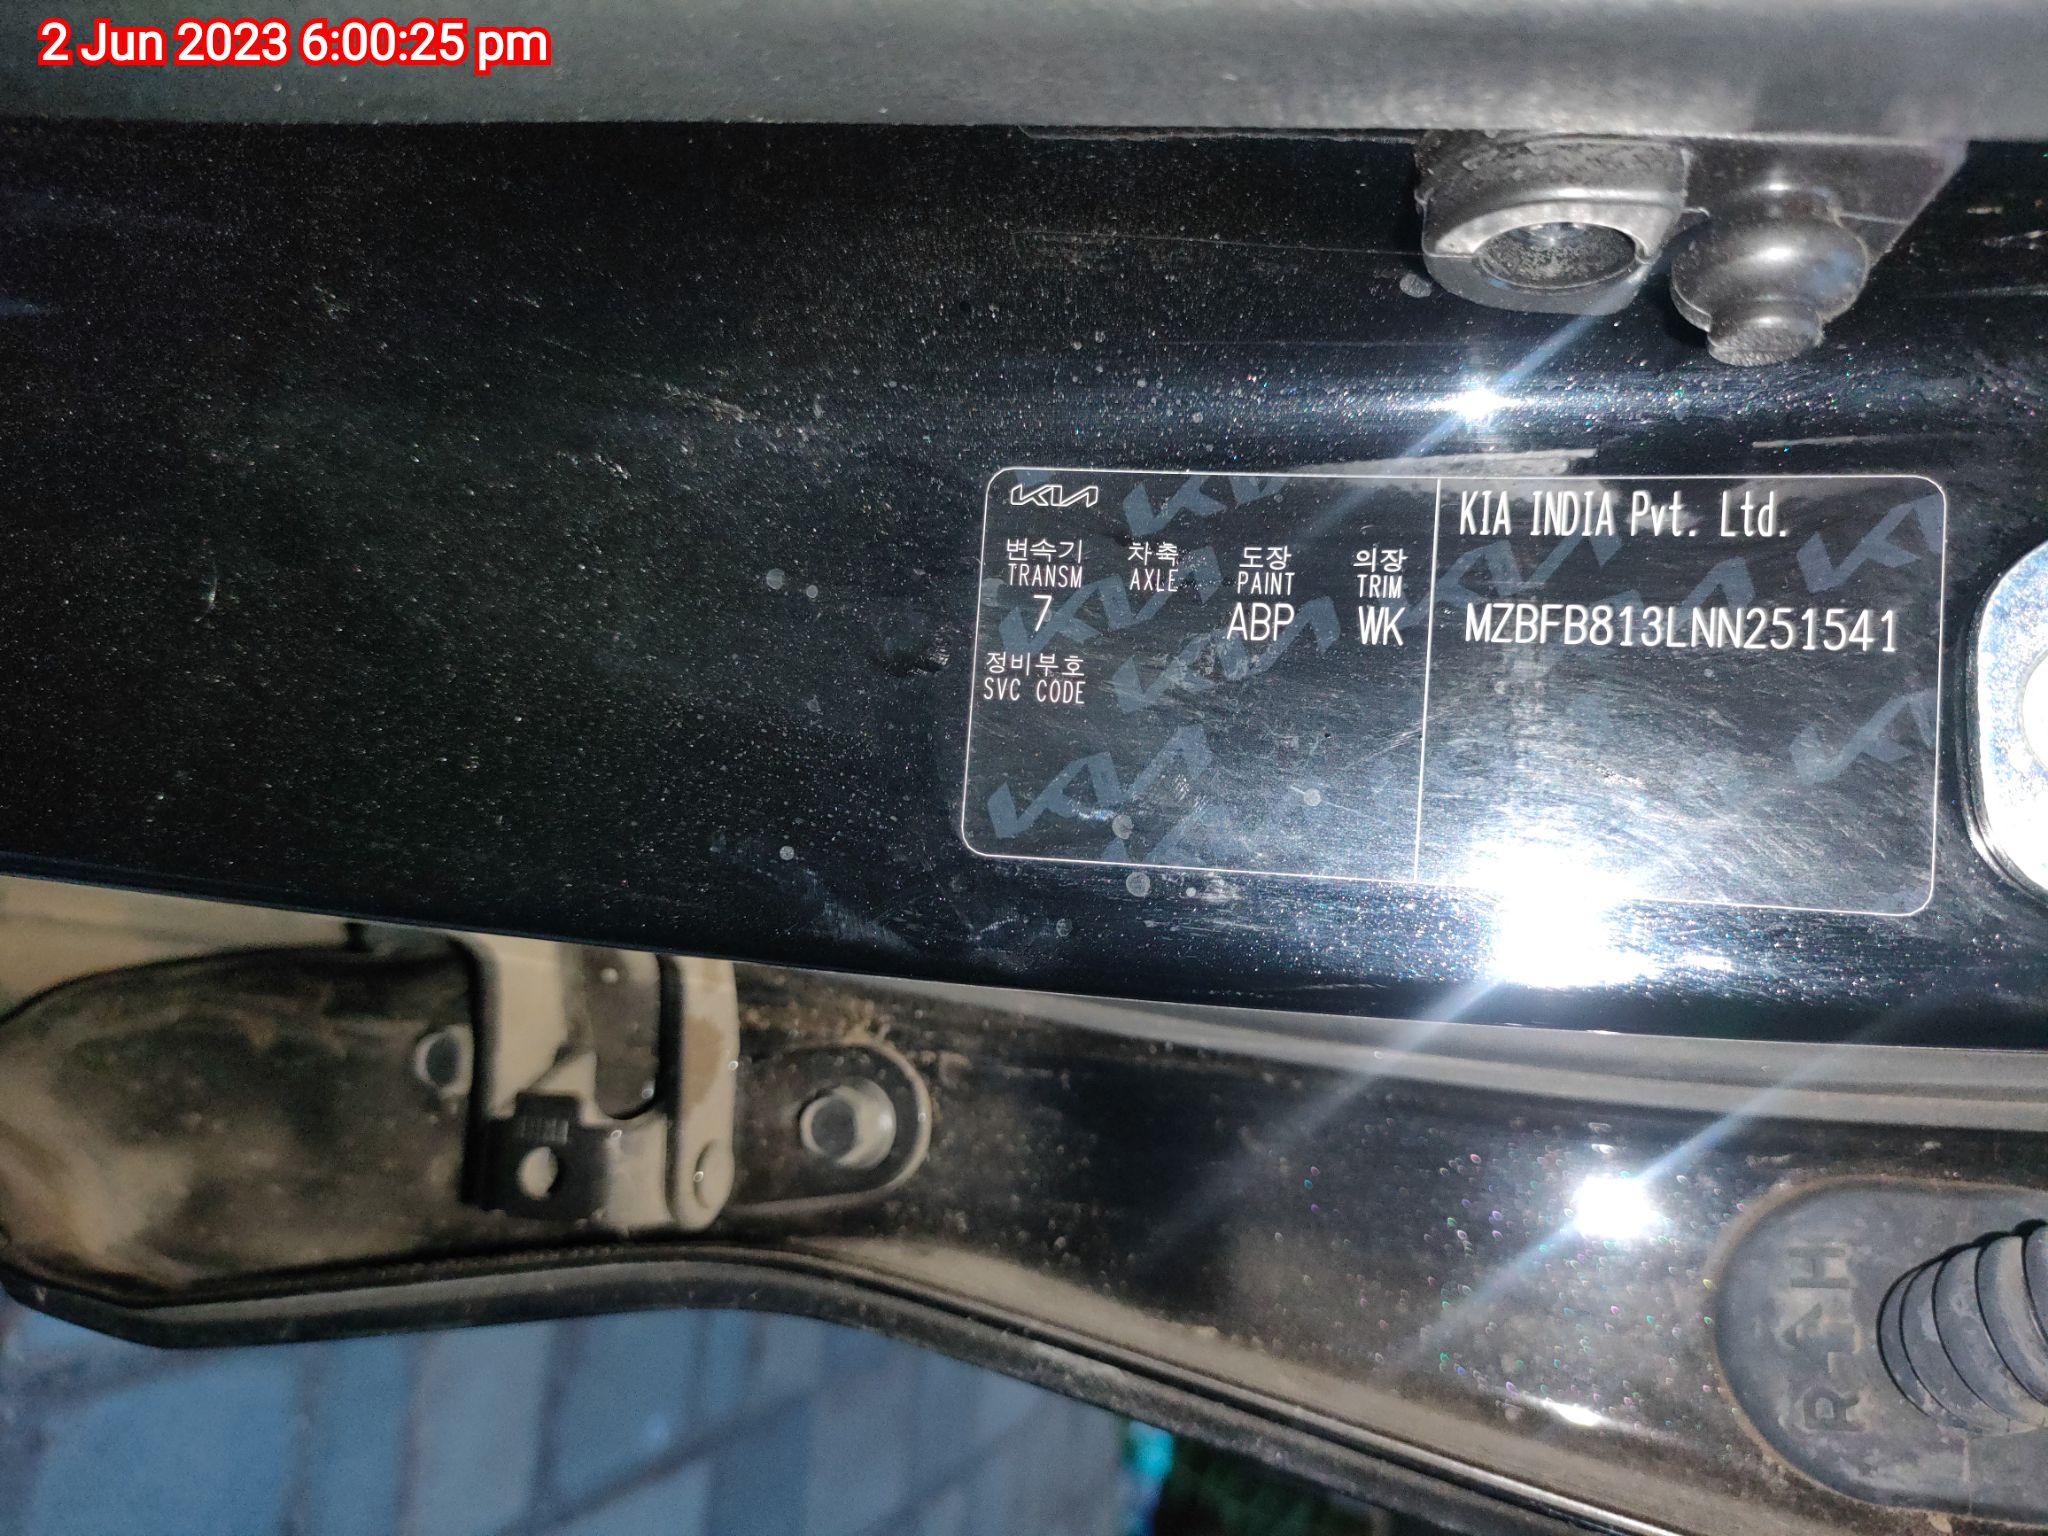 2 Jun 2023 6:00:25 pm
KIA
KIA INDIA Pvt. Ltd.
변속기 차축 도장 의장
TRANSM AXLE PAINT TRIM
7 ABP WK
MZBFB813LNN251541
정비부호
SVC CODE
R-AH